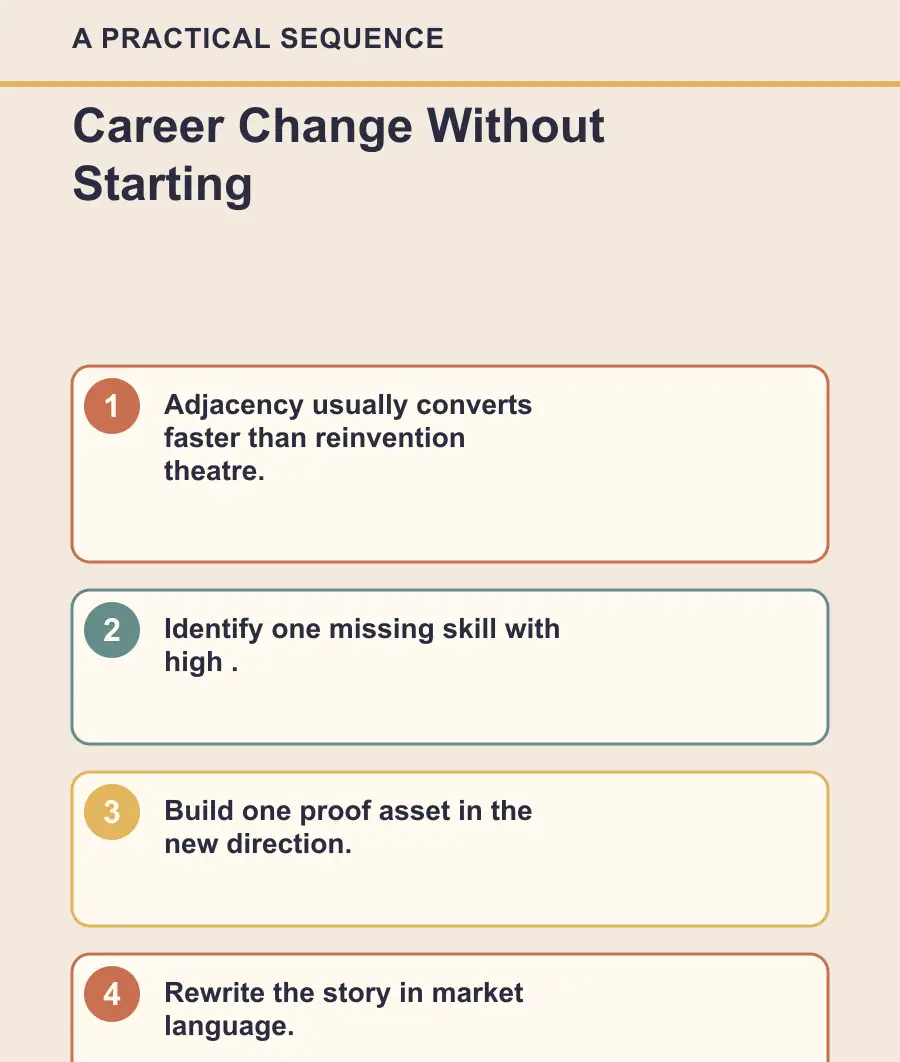 A PRACTICAL SEQUENCE
Career Change Without
Starting
1
Adjacency usually converts
faster than reinvention
theatre.
2
Identify one missing skill with
high .
3
Build one proof asset in the
new direction.
4
Rewrite the story in market
language.